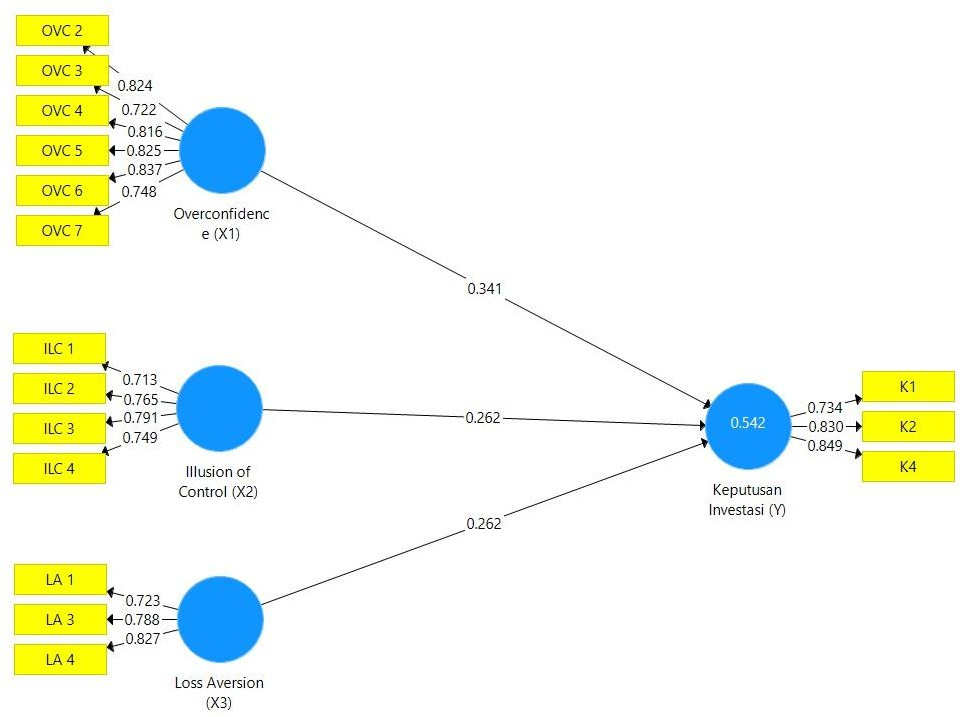 OVC 2
OVC 3
OVC 4
OVC 5
OVC 6
OVC 7
0.824
0.722
0.816
0.825
0.837
0.748
Overconfidenc
e (X1)
0.341
ILC 1
ILC 2
ILC 3
ILC 4
0.713
0.765
0.791
0.749
Illusion of
Control (X2)
0.262
LA 1
LA 3
LA 4
0.723
0.788
0.827
Loss Aversion
(X3)
0.262
0.542
Keputusan
Investasi (Y)
0.734
0.830
0.849
K1
K2
K4